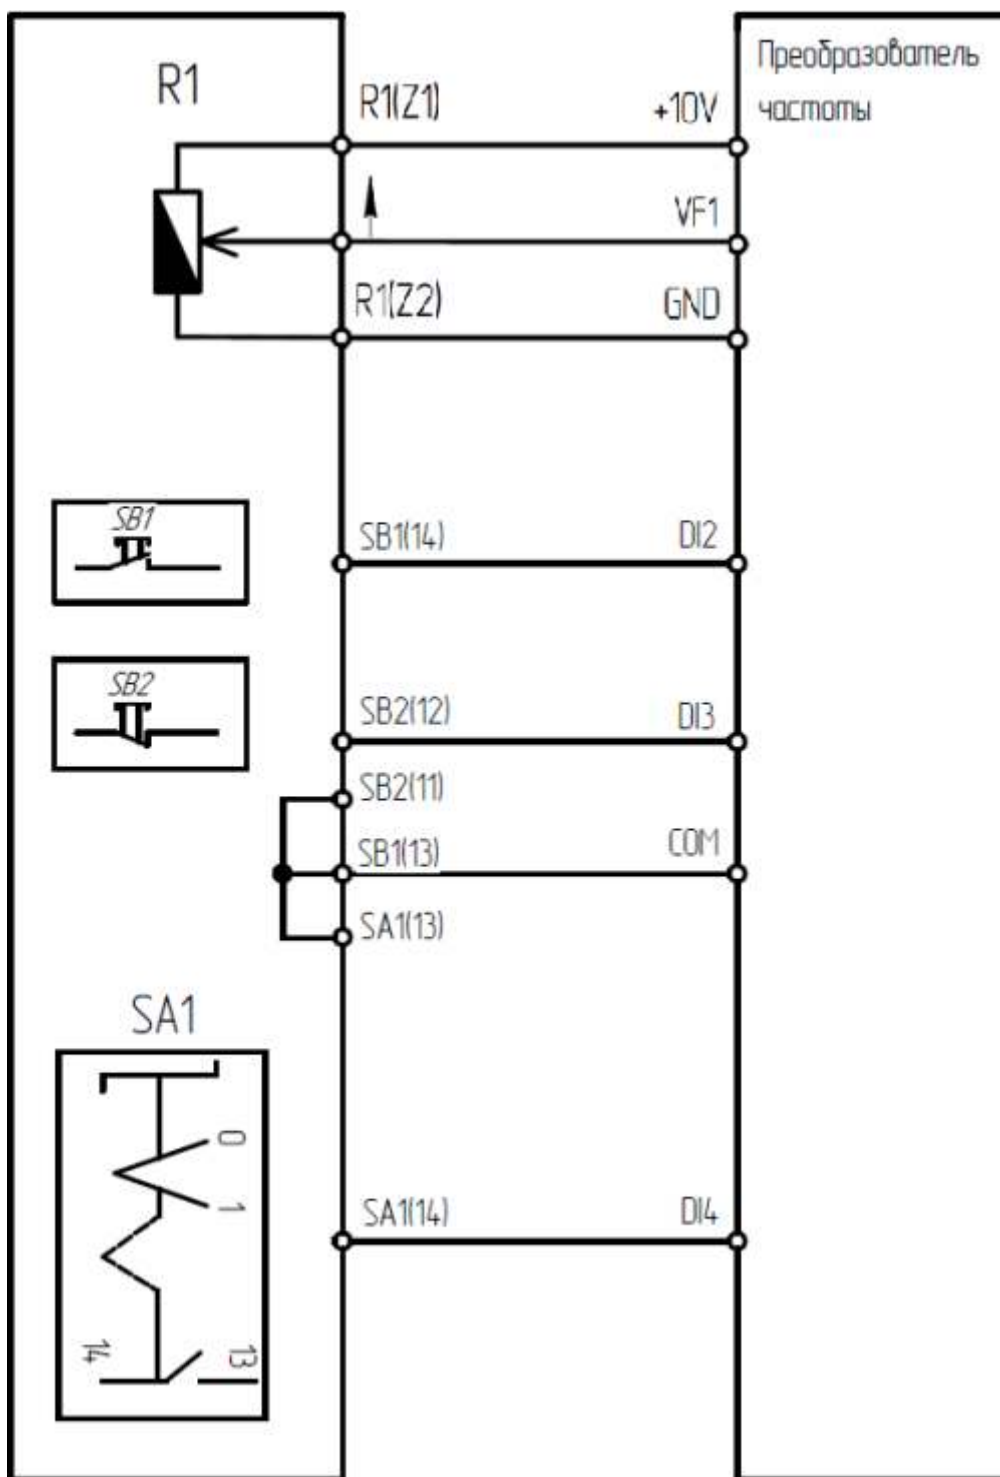 R1
R1(Z1)
+10V
Преобразователь
частоты
VF1
R1(Z2)
GND
SB1
SB1(14)
DI2
SB2
SB2(12)
DI3
SB2(11)
SB1(13)
COM
SA1(13)
SA1
0
1
14
13
SA1(14)
DI4